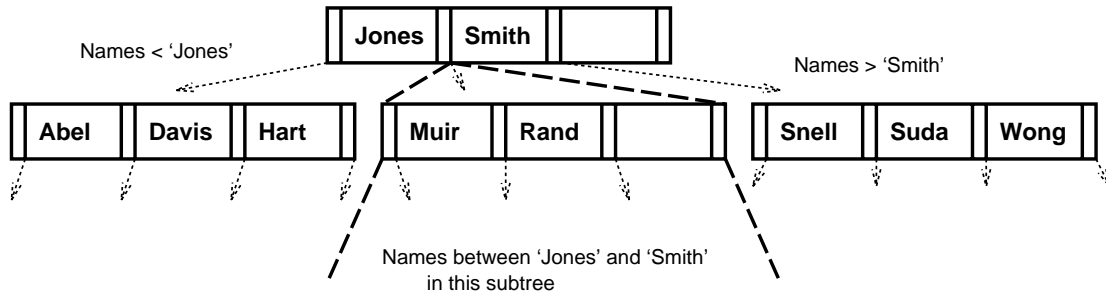 Jones Smith
Names < ‘Jones’
Names > ‘Smith’
Abel Davis Hart
Muir Rand
Snell Suda Wong
Names between ‘Jones’ and ‘Smith’
in this subtree